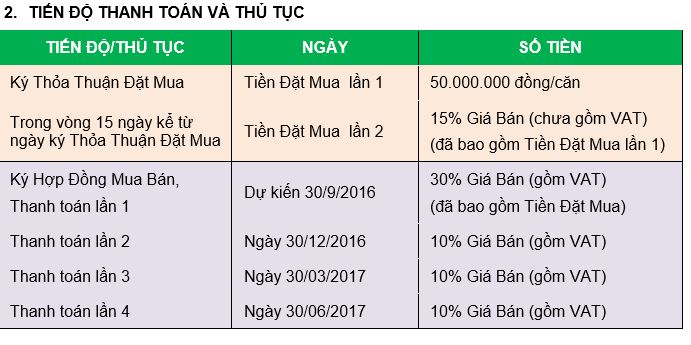 2. TIẾN ĐỘ THANH TOÁN VÀ THỦ TỤC
TIẾN ĐỘ/THỦ TỤC NGÀY SỐ TIỀN
Ký Thỏa Thuận Đặt Mua Tiền Đặt Mua lần 1 50.000.000 đồng/căn
Trong vòng 15 ngày kể từ
ngày ký Thỏa Thuận Đặt Mua
Tiền Đặt Mua lần 2
15% Giá Bán (chưa gồm VAT)
(đã bao gồm Tiền Đặt Mua lần 1)
Ký Hợp Đồng Mua Bán,
Thanh toán lần 1
Dự kiến 30/9/2016
30% Giá Bán (gồm VAT)
(đã bao gồm Tiền Đặt Mua)
Thanh toán lần 2 Ngày 30/12/2016 10% Giá Bán (gồm VAT)
Thanh toán lần 3 Ngày 30/03/2017 10% Giá Bán (gồm VAT)
Thanh toán lần 4 Ngày 30/06/2017 10% Giá Bán (gồm VAT)